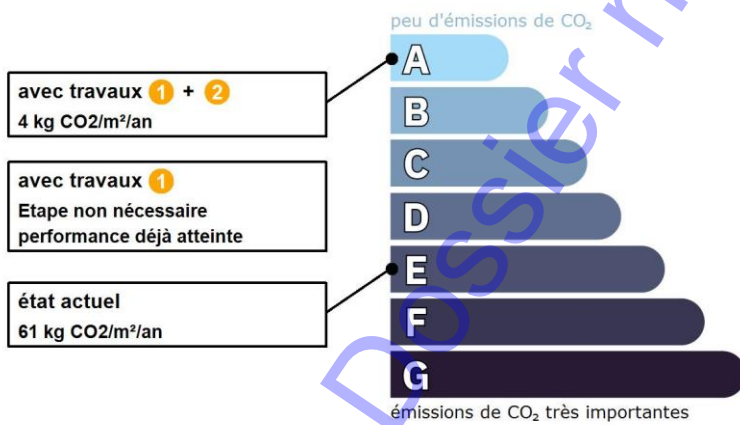 peu d'émissions de CO₂
A
avec travaux 1 + 2
4 kg CO2/m²/an
B
C
avec travaux 1
Etape non nécessaire
performance déjà atteinte
D
E
état actuel
61 kg CO2/m²/an
F
G
émissions de CO₂ très importantes
Dossier